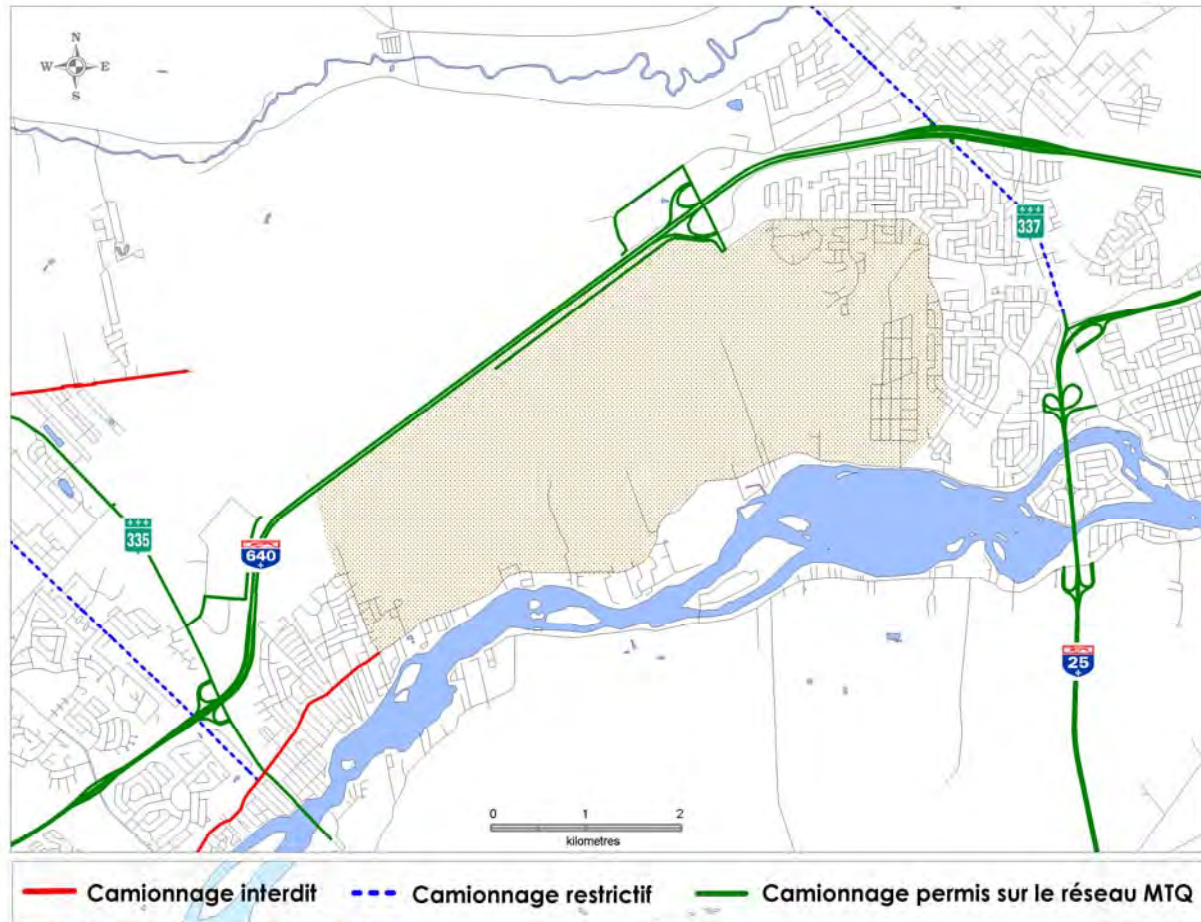 N
W E
S
337
335
640
25
0 1 2
kilometres
Camionnage interdit Camionnage restrictif Camionnage permis sur le réseau MTQ